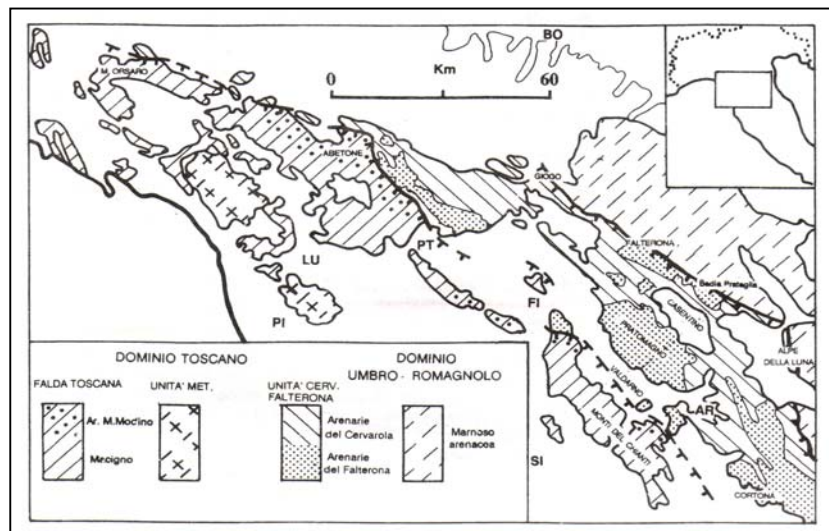 BO
M. ORSARO
Km
0 60
ABETONE
GIOGO
FALTERONA
LU
PT
Badia Prataglia
PI
FI
CASENTINO
PRATOMAGNO
ALPE
DELLA LUNA
VALDARNO
AR
MONTI DEL CHIANTI
SI
CORTONA
DOMINIO TOSCANO
DOMINIO
UMBRO - ROMAGNOLO
FALDA TOSCANA
UNITA' MET.
UNITA' CERV.
FALTERONA
Ar. M.Modino
Macigno
Arenarie
del Cervarola
Arenarie
del Falterona
Marnoso
arenacea